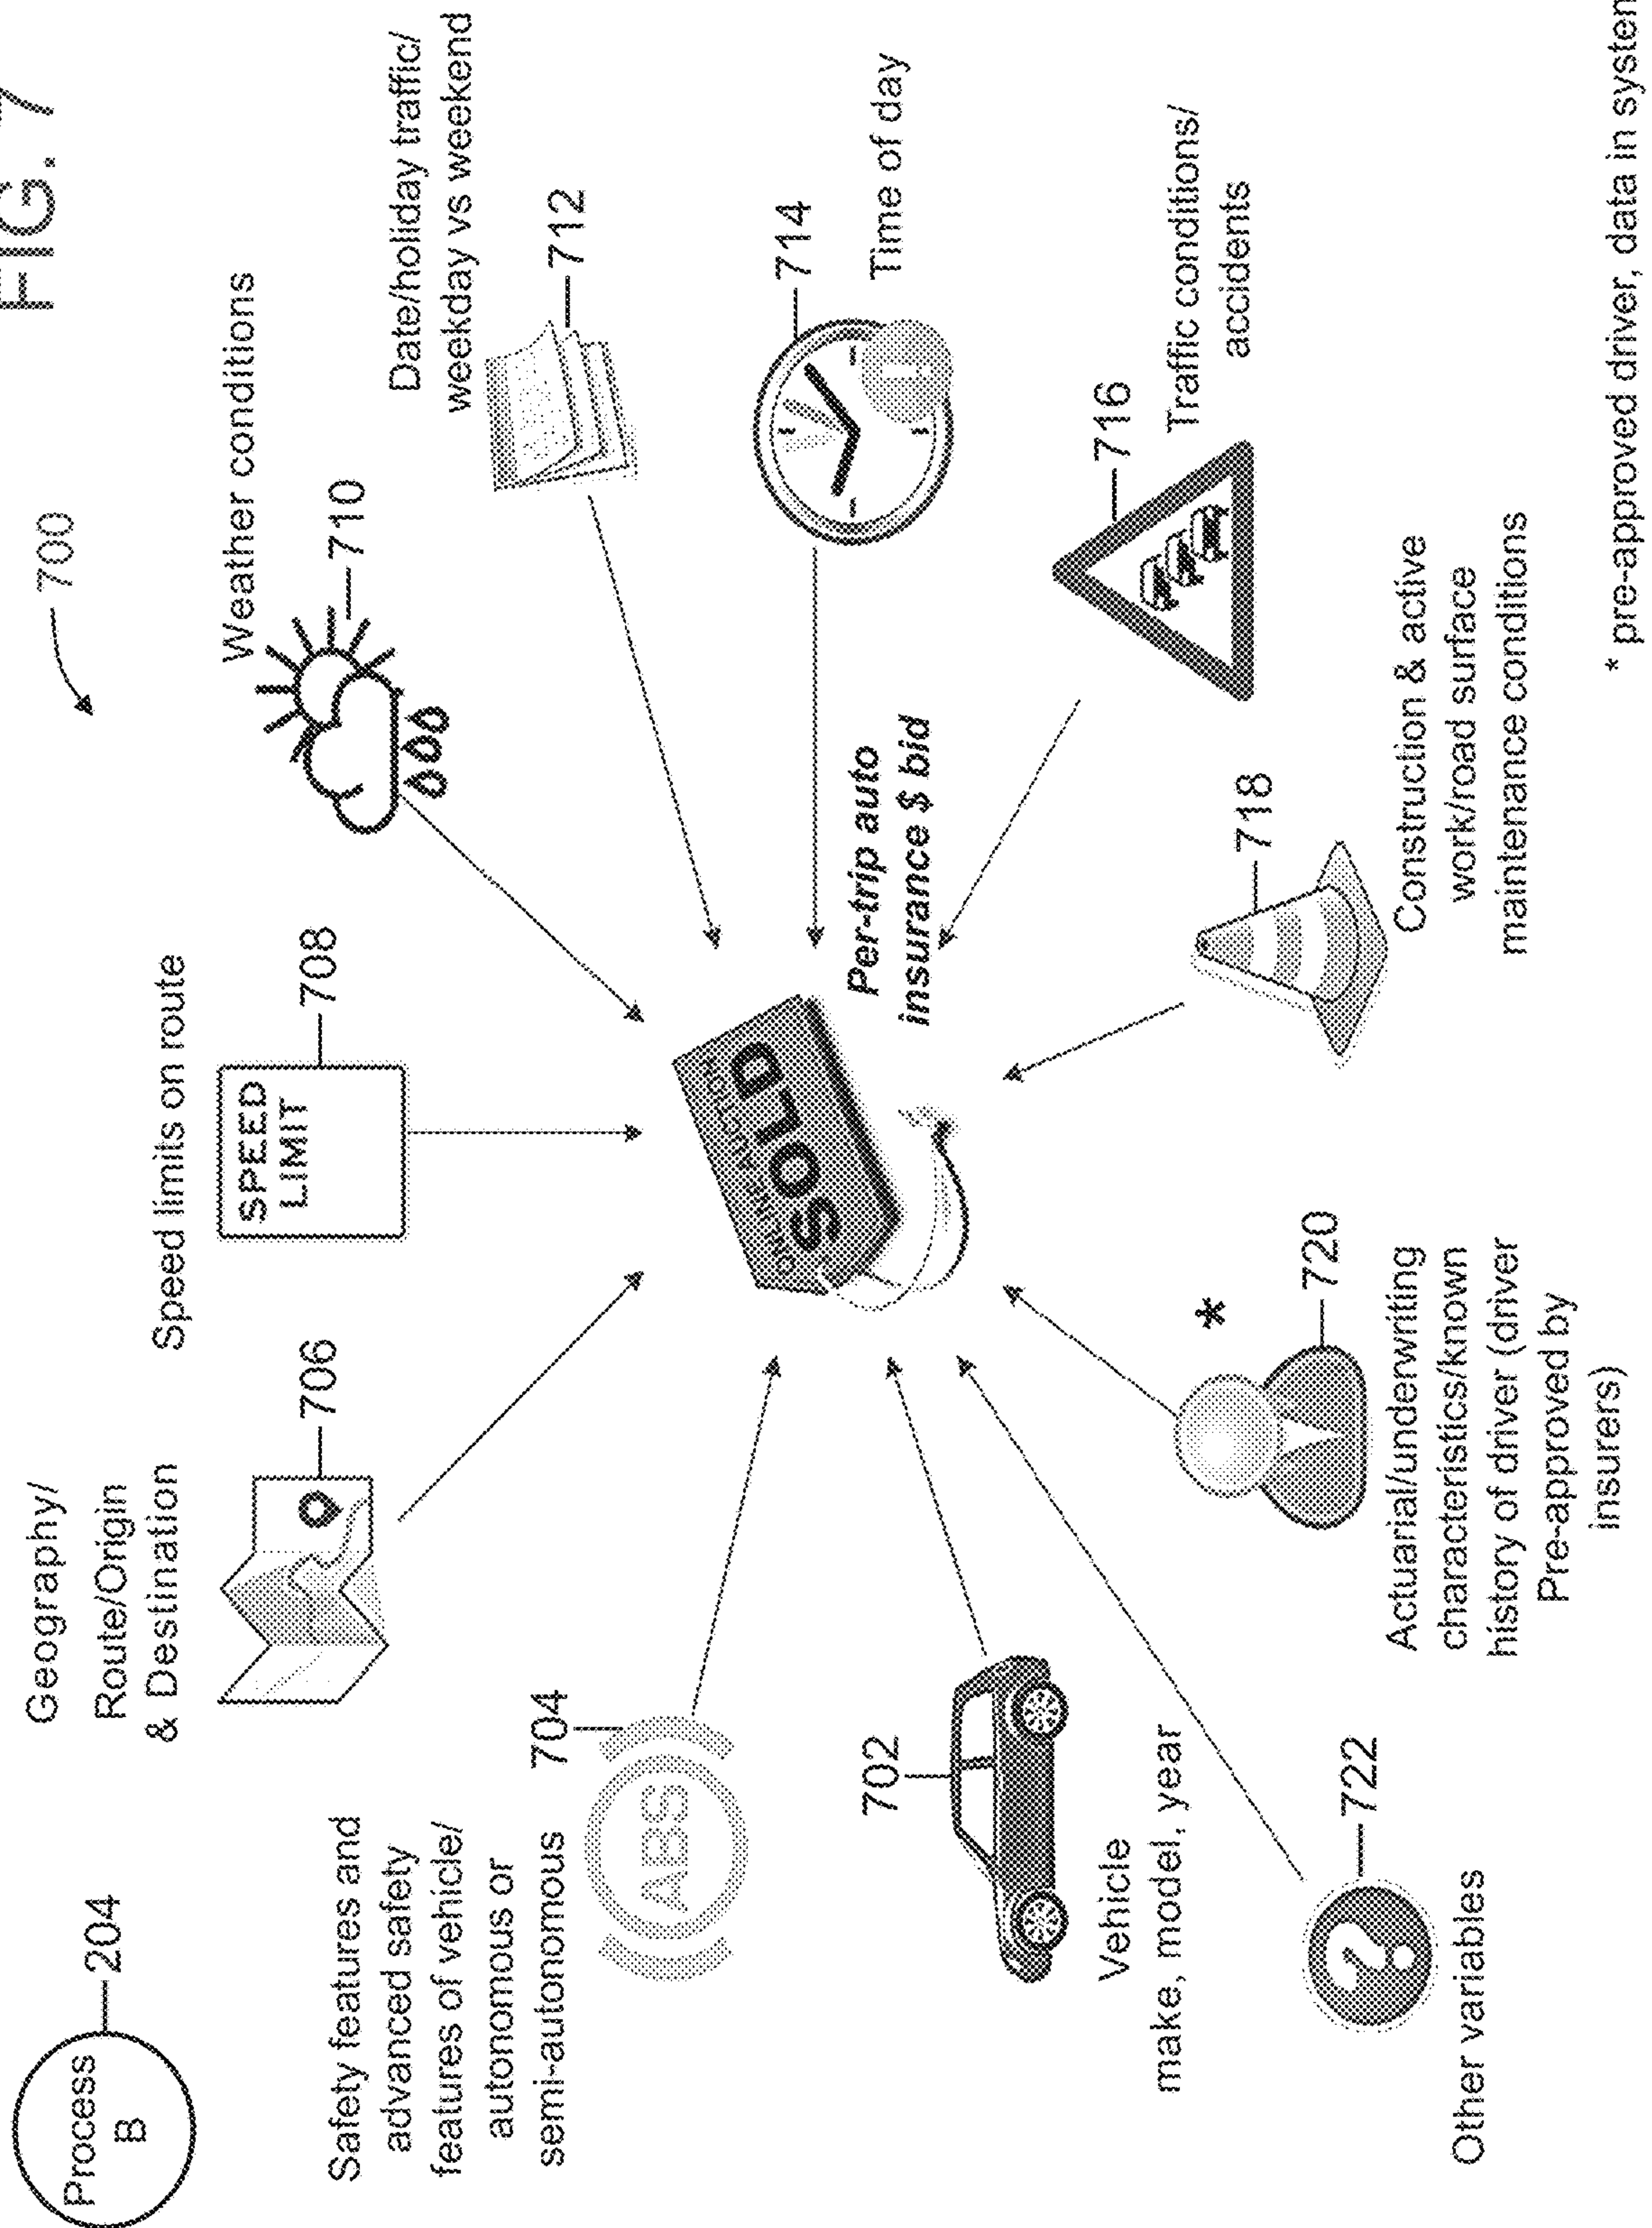 FIG. 7
700
Process
B
204
Geography/
Route/Origin
& Destination
706
Speed limits on route
SPEED
LIMIT
708
Weather conditions
710
Date/holiday traffic/
weekday vs weekend
712
Safety features and
advanced safety
features of vehicle/
autonomous or
semi-autonomous
704
ABS
714
Time of day
ONLINE AUCTION
SOLD
Per-trip auto
insurance $ bid
702
Vehicle
make, model, year
716
Traffic conditions/
accidents
718
Construction & active
work/road surface
maintenance conditions
*
720
Actuarial/underwriting
characteristics/known
history of driver (driver
Pre-approved by
insurers)
722
Other variables
* pre-approved driver, data in system